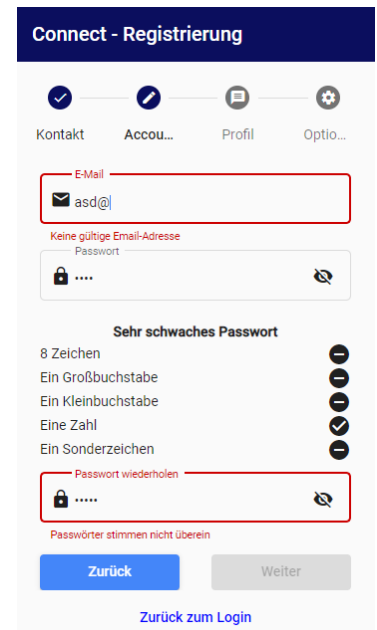 Connect - Registrierung
Kontakt Accou... Profil Optio...
E-Mail
asd@
Keine gültige Email-Adresse
Passwort
••••
Sehr schwaches Passwort
8 Zeichen
Ein Großbuchstabe
Ein Kleinbuchstabe
Eine Zahl
Ein Sonderzeichen
Passwort wiederholen
•••••
Passwörter stimmen nicht überein
Zurück Weiter
Zurück zum Login